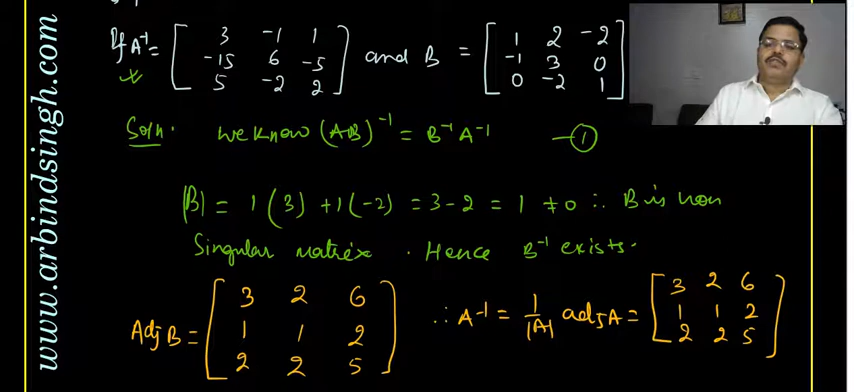 If A⁻¹ = [ 3 -1 1 ; -15 6 -5 ; 5 -2 2 ] and B = [ 1 2 -2 ; -1 3 0 ; 0 -2 1 ]
Soln. We know (AB)⁻¹ = B⁻¹ A⁻¹ —①
|B| = 1 (3) + 1 (-2) = 3 - 2 = 1 ≠ 0 ∴ B is non
Singular matrix . Hence B⁻¹ exists.
Adj B = [ 3 2 6 ; 1 1 2 ; 2 2 5 ] ∴ A⁻¹ = 1/|A| adj A = [ 3 2 6 ; 1 1 2 ; 2 2 5 ]
www.arbindsingh.com